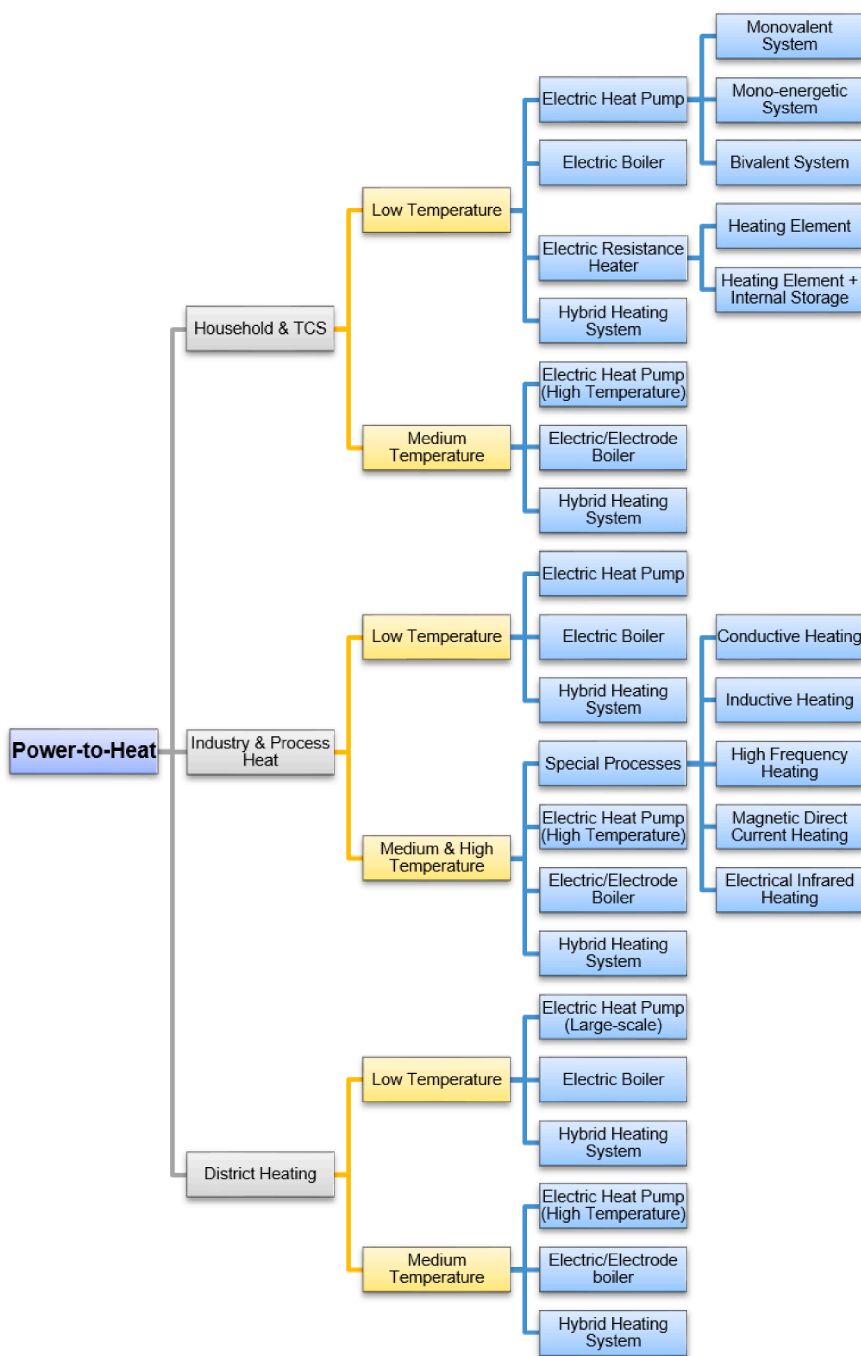 Power-to-Heat
Household & TCS
Low Temperature
Electric Heat Pump
Monovalent
System
Mono-energetic
System
Bivalent System
Electric Boiler
Electric Resistance
Heater
Heating Element
Heating Element +
Internal Storage
Hybrid Heating
System
Medium
Temperature
Electric Heat Pump
(High Temperature)
Electric/Electrode
Boiler
Hybrid Heating
System
Industry & Process
Heat
Low Temperature
Electric Heat Pump
Electric Boiler
Hybrid Heating
System
Medium & High
Temperature
Special Processes
Conductive Heating
Inductive Heating
High Frequency
Heating
Magnetic Direct
Current Heating
Electrical Infrared
Heating
Electric Heat Pump
(High Temperature)
Electric/Electrode
Boiler
Hybrid Heating
System
District Heating
Low Temperature
Electric Heat Pump
(Large-scale)
Electric Boiler
Hybrid Heating
System
Medium
Temperature
Electric Heat Pump
(High Temperature)
Electric/Electrode
boiler
Hybrid Heating
System